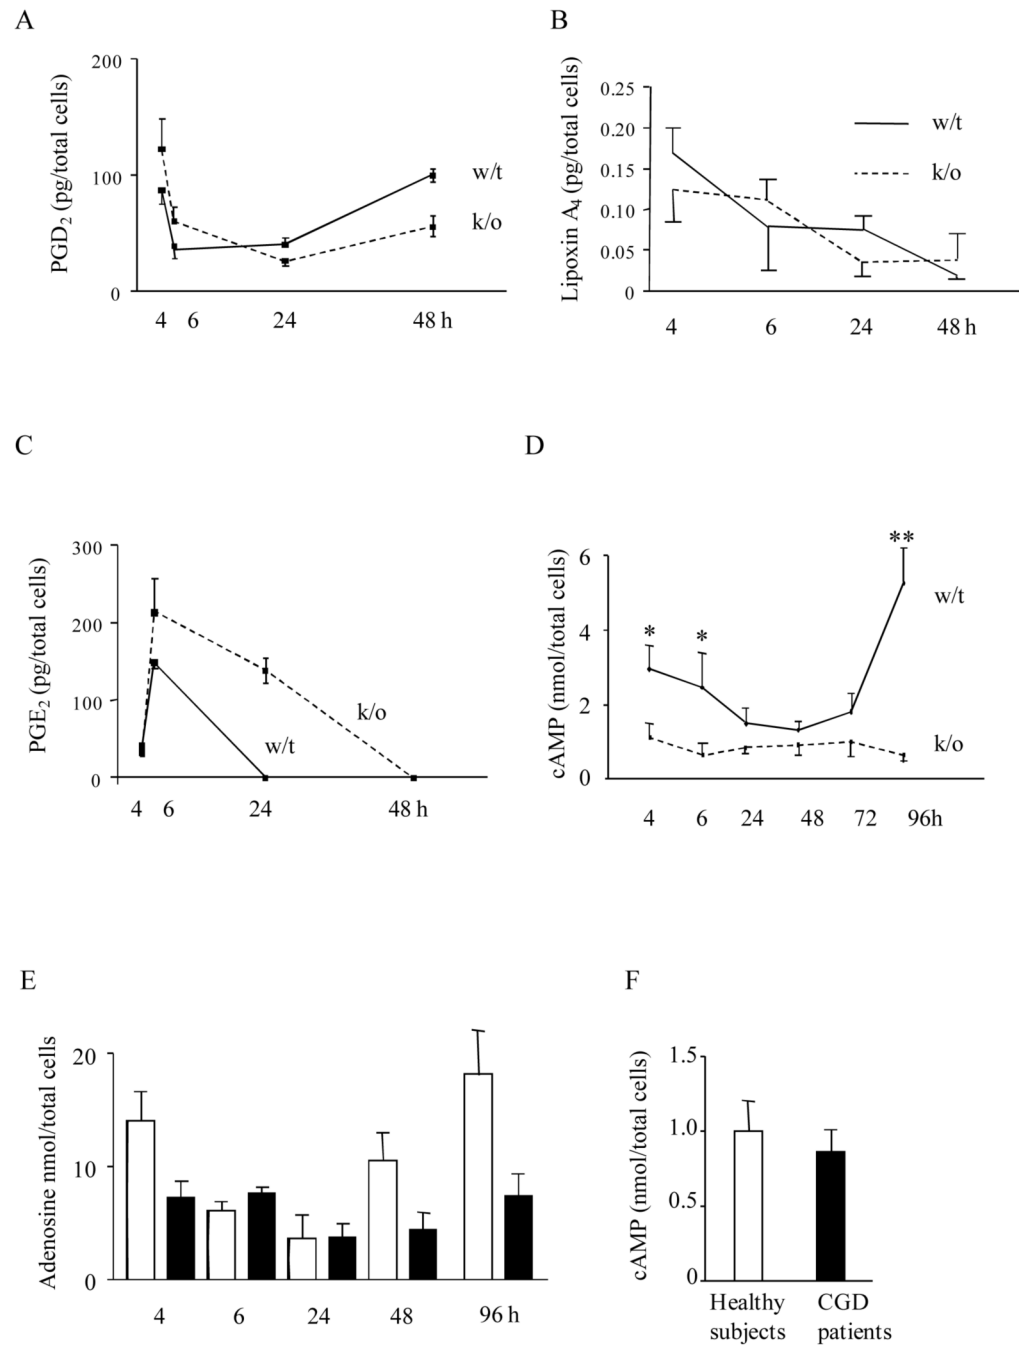 A
PGD2 (pg/total cells)
200
100
0
w/t
k/o
4 6 24 48 h
B
Lipoxin A4 (pg/total cells)
0.25
0.20
0.15
0.10
0.05
0
w/t
k/o
4 6 24 48 h
C
PGE2 (pg/total cells)
300
200
100
0
k/o
w/t
4 6 24 48 h
D
cAMP (nmol/total cells)
6
4
2
0
* * **
w/t
k/o
4 6 24 48 72 96h
E
Adenosine nmol/total cells
20
10
0
4 6 24 48 96 h
F
cAMP (nmol/total cells)
1.5
1.0
0.5
0
Healthy subjects
CGD patients